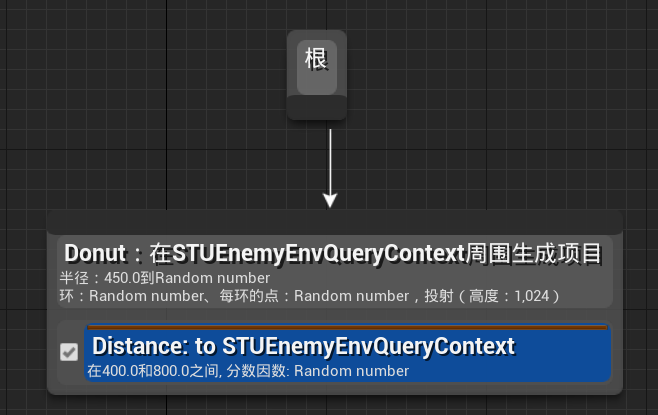 根
Donut：在STUEnemyEnvQueryContext周围生成项目
半径：450.0到Random number
环：Random number、每环的点：Random number，投射（高度：1,024）
Distance: to STUEnemyEnvQueryContext
在400.0和800.0之间, 分数因数: Random number